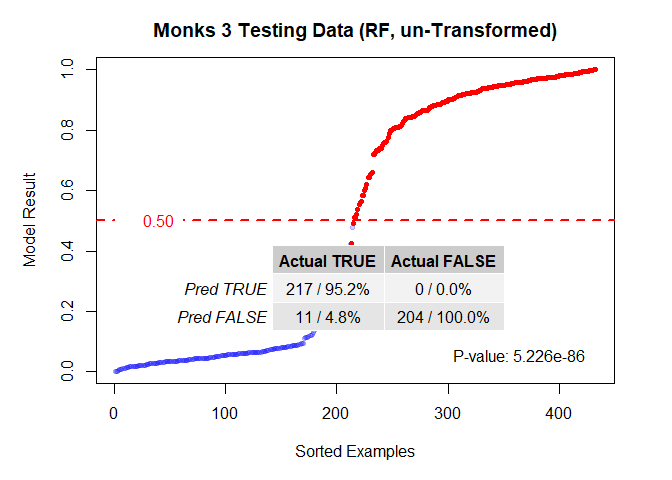 Monks 3 Testing Data (RF, un-Transformed)
Model Result
1.0
0.8
0.6
0.50
0.4
Actual TRUE Actual FALSE
Pred TRUE 217 / 95.2% 0 / 0.0%
Pred FALSE 11 / 4.8% 204 / 100.0%
0.2
P-value: 5.226e-86
0.0
0 100 200 300 400
Sorted Examples